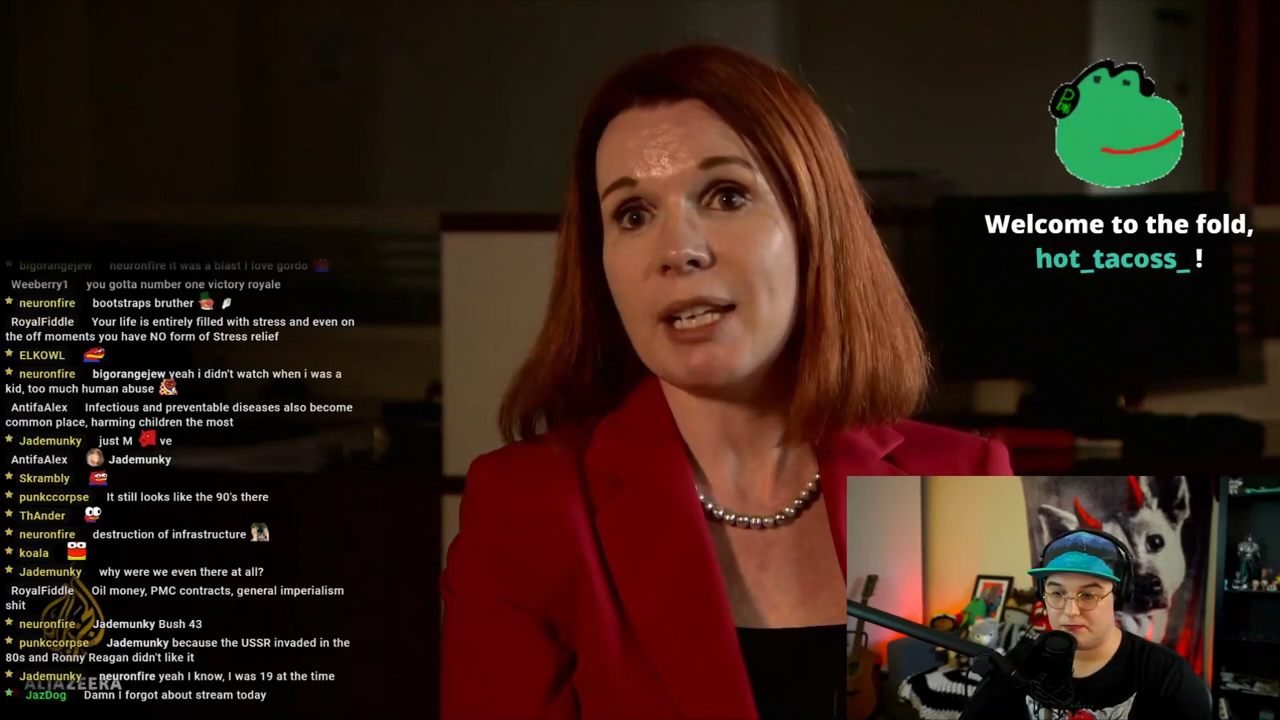 Welcome to the fold,
hot_tacoss_ !
bigorangejew neuronfire it was a blast i love gordo
Weeberry1 you gotta number one victory royale
neuronfire bootstraps bruther
RoyalFiddle Your life is entirely filled with stress and even on
the off moments you have NO form of Stress relief
ELKOWL
neuronfire bigorangejew yeah i didn't watch when i was a
kid, too much human abuse
AntifaAlex Infectious and preventable diseases also become
common place, harming children the most
Jademunky just M ve
AntifaAlex Jademunky
Skrambly
punkccorpse It still looks like the 90's there
ThAnder
neuronfire destruction of infrastructure
koala
Jademunky why were we even there at all?
RoyalFiddle Oil money, PMC contracts, general imperialism
shit
neuronfire Jademunky Bush 43
punkccorpse Jademunky because the USSR invaded in the
80s and Ronny Reagan didn't like it
Jademunky neuronfire yeah I know, I was 19 at the time
ALJAZEERA
JazDog Damn I forgot about stream today